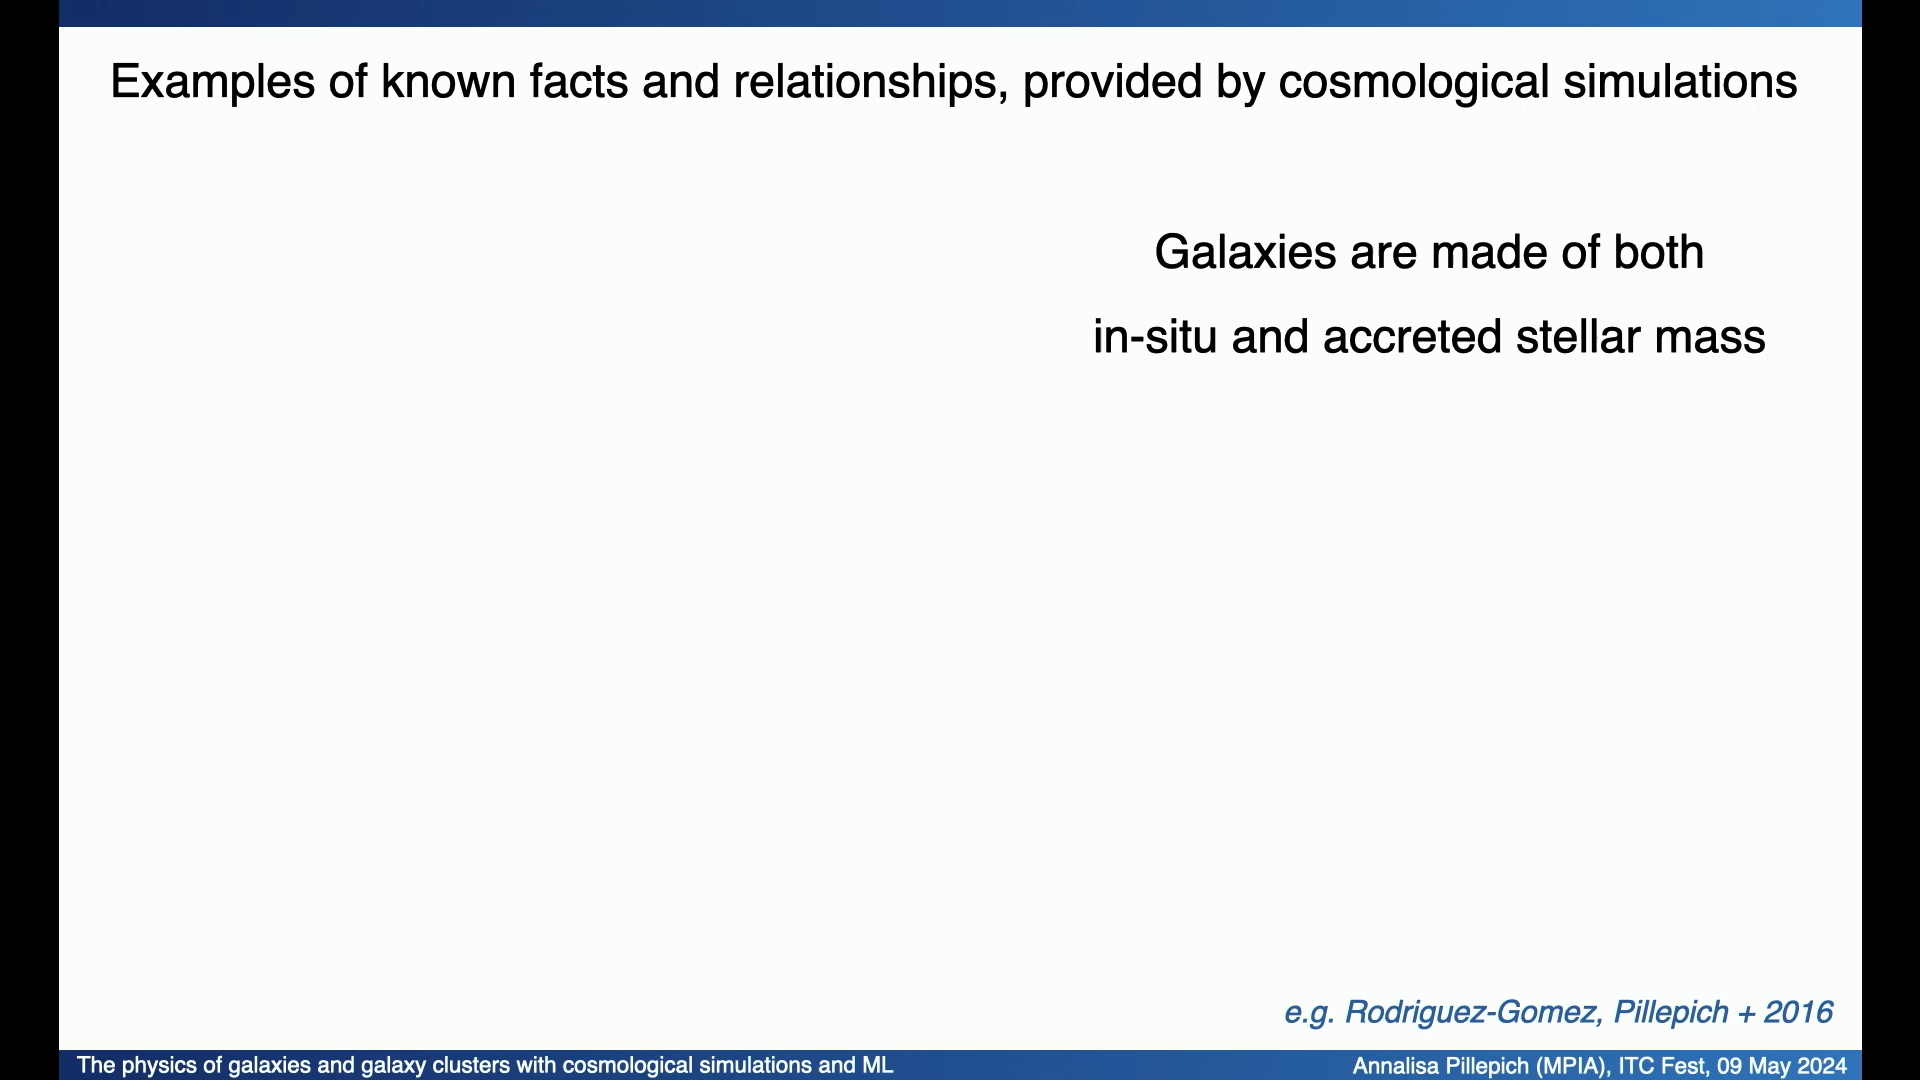 Examples of known facts and relationships, provided by cosmological simulations
Galaxies are made of both
in-situ and accreted stellar mass
e.g. Rodriguez-Gomez, Pillepich + 2016
The physics of galaxies and galaxy clusters with cosmological simulations and ML
Annalisa Pillepich (MPIA), ITC Fest, 09 May 2024